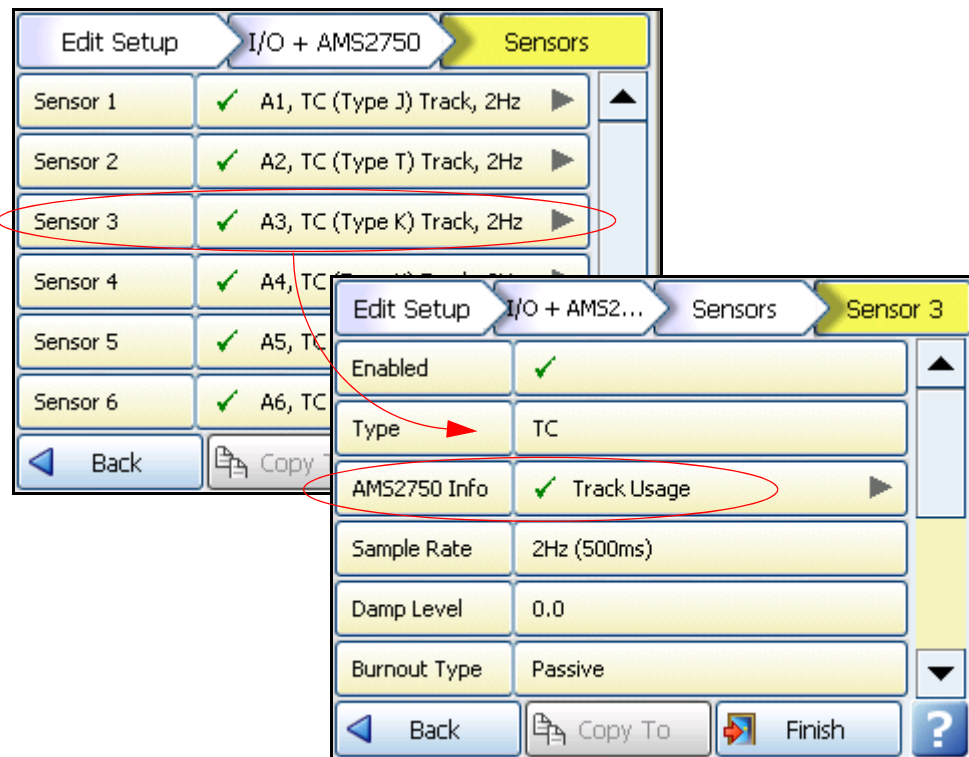 Edit Setup I/O + AMS2750 Sensors
Sensor 1 A1, TC (Type J) Track, 2Hz
Sensor 2 A2, TC (Type T) Track, 2Hz
Sensor 3 A3, TC (Type K) Track, 2Hz
Sensor 4 A4, TC
Sensor 5 A5, TC
Sensor 6 A6, TC
Back Copy
Edit Setup I/O + AMS2... Sensors Sensor 3
Enabled
Type TC
AMS2750 Info Track Usage
Sample Rate 2Hz (500ms)
Damp Level 0.0
Burnout Type Passive
Back Copy To Finish ?